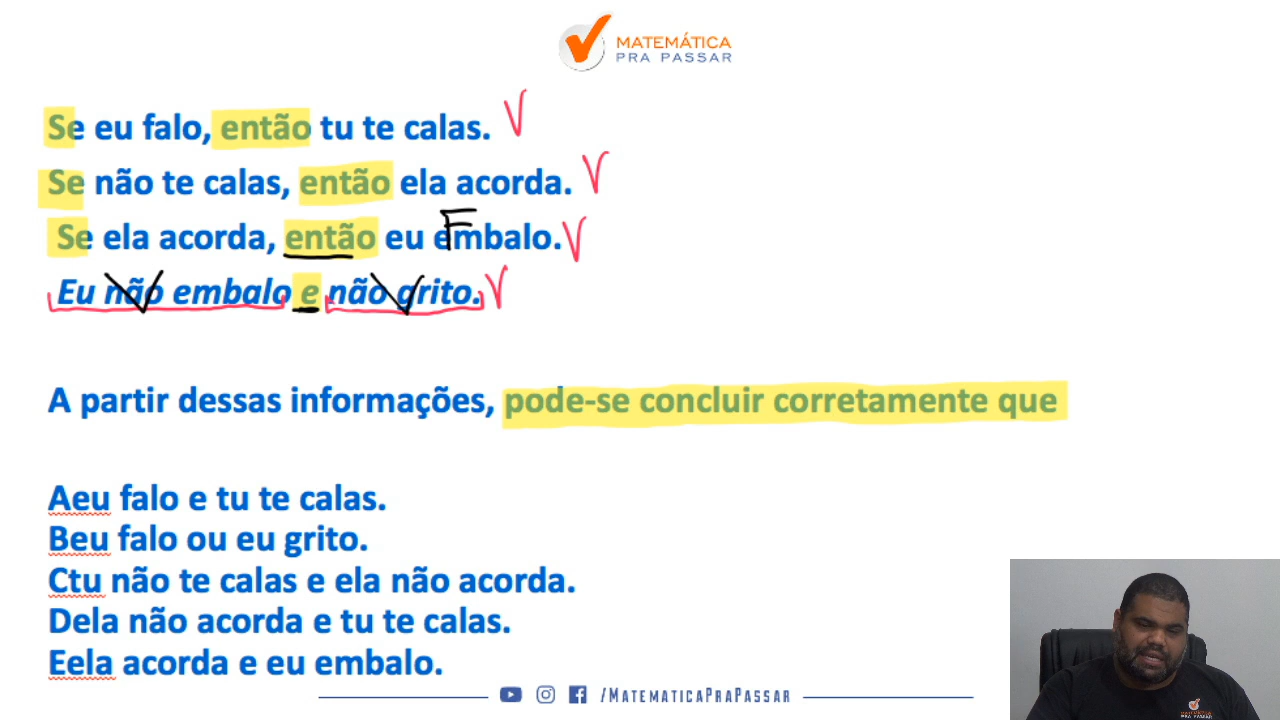 MATEMÁTICA
PRA PASSAR
Se eu falo, então tu te calas. V
Se não te calas, então ela acorda. V
F
Se ela acorda, então eu embalo. V
Eu não embalo e não grito. V
V V
A partir dessas informações, pode-se concluir corretamente que
Aeu falo e tu te calas.
Beu falo ou eu grito.
Ctu não te calas e ela não acorda.
Dela não acorda e tu te calas.
Eela acorda e eu embalo.
/MATEMATICAPRAPASSAR
MATEMÁTICA
PRA PASSAR